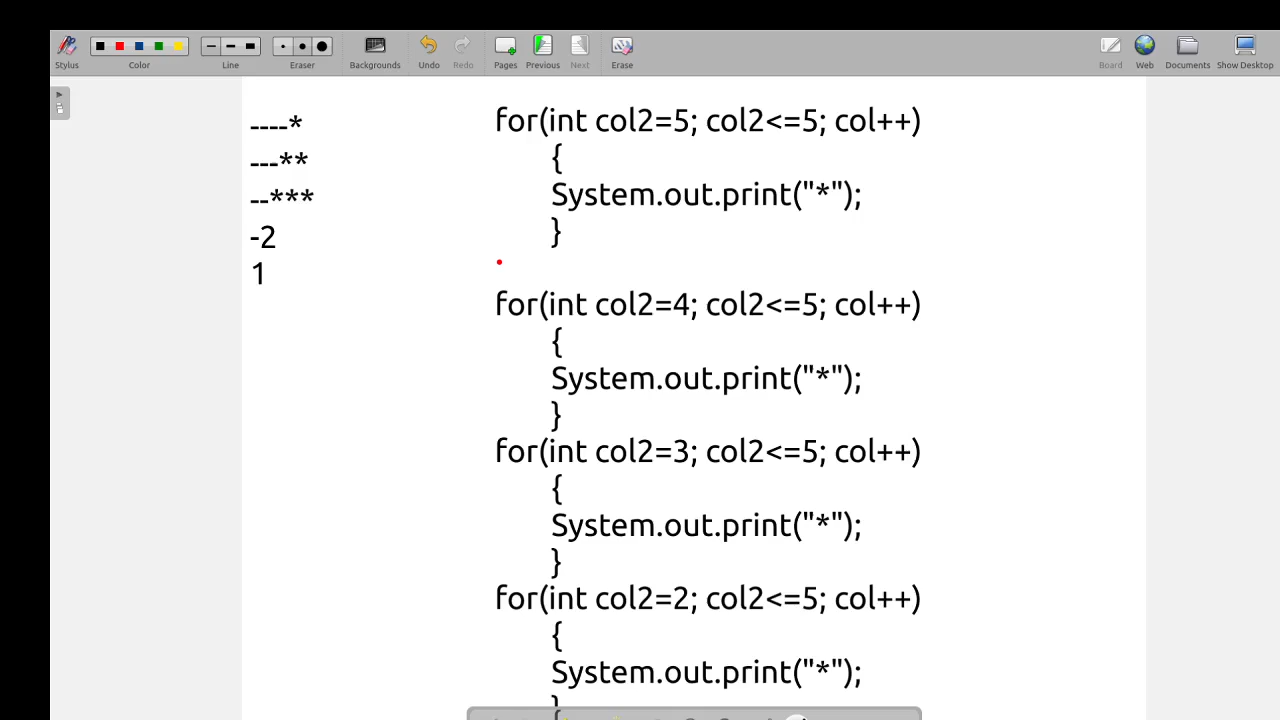 Stylus Color Line Eraser Backgrounds Undo Redo Pages Previous Next Erase Board Web Documents Show Desktop
----*
---**
--***
-2
1
for(int col2=5; col2<=5; col++)
{
System.out.print("*");
}
for(int col2=4; col2<=5; col++)
{
System.out.print("*");
}
for(int col2=3; col2<=5; col++)
{
System.out.print("*");
}
for(int col2=2; col2<=5; col++)
{
System.out.print("*");
}
{